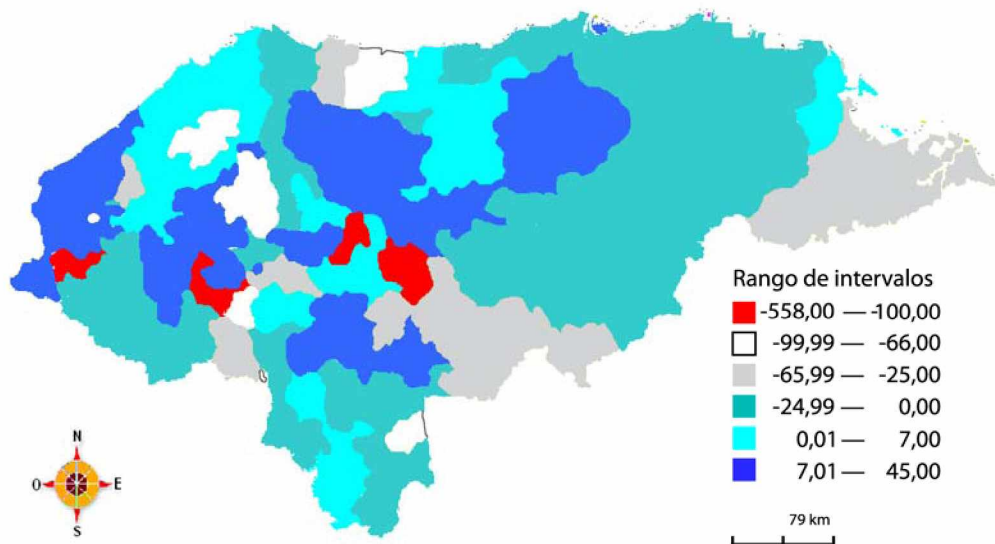 Rango de intervalos
-558,00 — -100,00
-99,99 — -66,00
-65,99 — -25,00
-24,99 — 0,00
0,01 — 7,00
7,01 — 45,00
N
O E
S
79 km